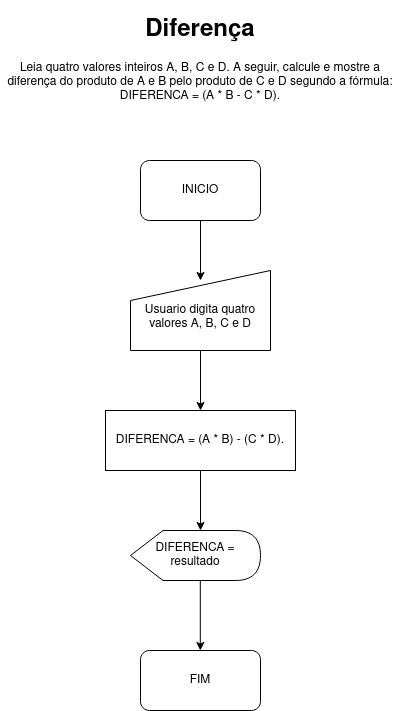 Diferença
Leia quatro valores inteiros A, B, C e D. A seguir, calcule e mostre a
diferença do produto de A e B pelo produto de C e D segundo a fórmula:
DIFERENCA = (A * B - C * D).
INICIO
Usuario digita quatro
valores A, B, C e D
DIFERENCA = (A * B) - (C * D).
DIFERENCA =
resultado
FIM